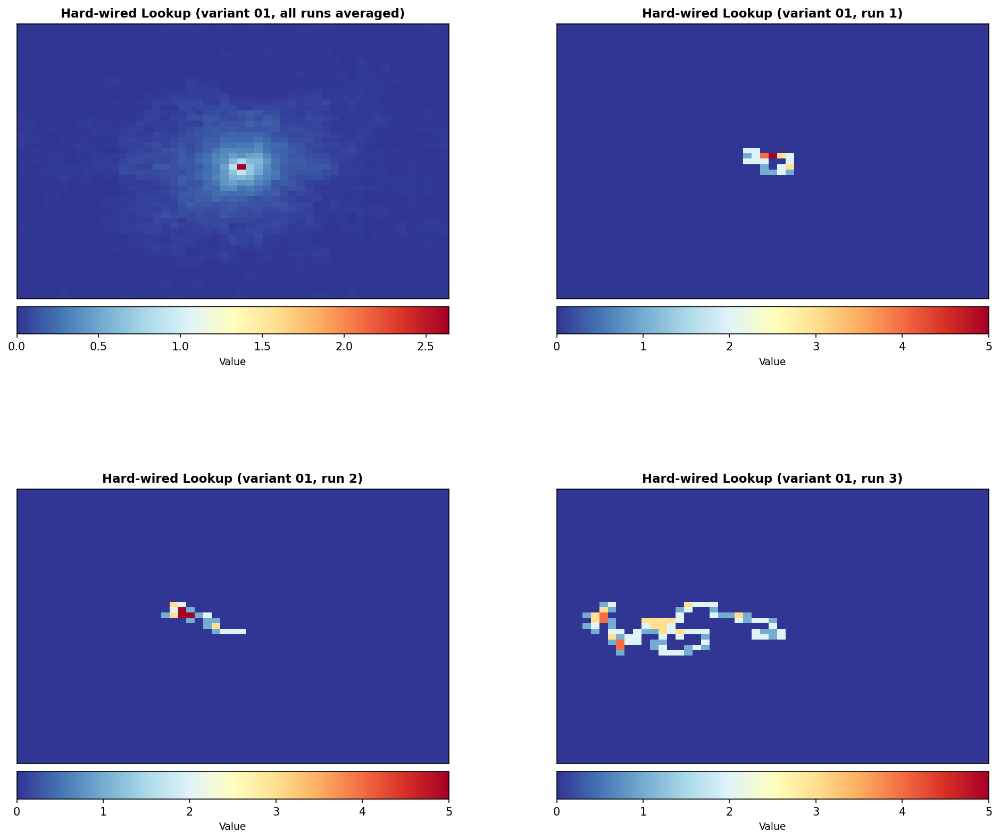 Hard-wired Lookup (variant 01, all runs averaged)
0.0 0.5 1.0 1.5 2.0 2.5
Value
Hard-wired Lookup (variant 01, run 1)
0 1 2 3 4 5
Value
Hard-wired Lookup (variant 01, run 2)
0 1 2 3 4 5
Value
Hard-wired Lookup (variant 01, run 3)
0 1 2 3 4 5
Value